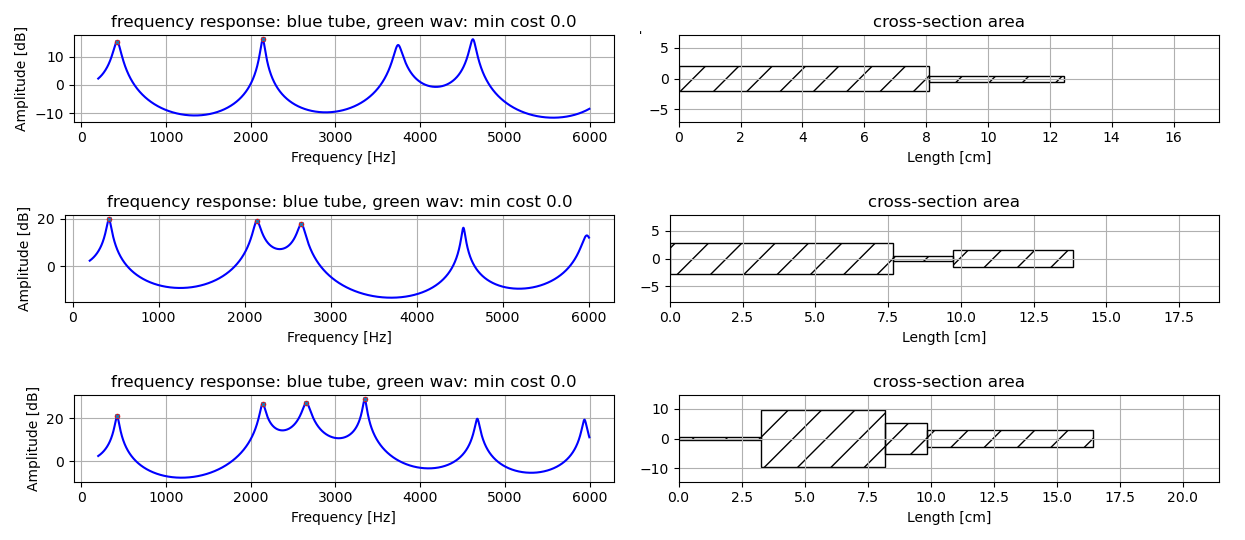 frequency response: blue tube, green wav: min cost 0.0
Amplitude [dB]
10
0
−10
0 1000 2000 3000 4000 5000 6000
Frequency [Hz]
cross-section area
5
0
−5
0 2 4 6 8 10 12 14 16
Length [cm]
frequency response: blue tube, green wav: min cost 0.0
Amplitude [dB]
20
0
0 1000 2000 3000 4000 5000 6000
Frequency [Hz]
cross-section area
5
0
−5
0.0 2.5 5.0 7.5 10.0 12.5 15.0 17.5
Length [cm]
frequency response: blue tube, green wav: min cost 0.0
Amplitude [dB]
20
0
0 1000 2000 3000 4000 5000 6000
Frequency [Hz]
cross-section area
10
0
−10
0.0 2.5 5.0 7.5 10.0 12.5 15.0 17.5 20.0
Length [cm]